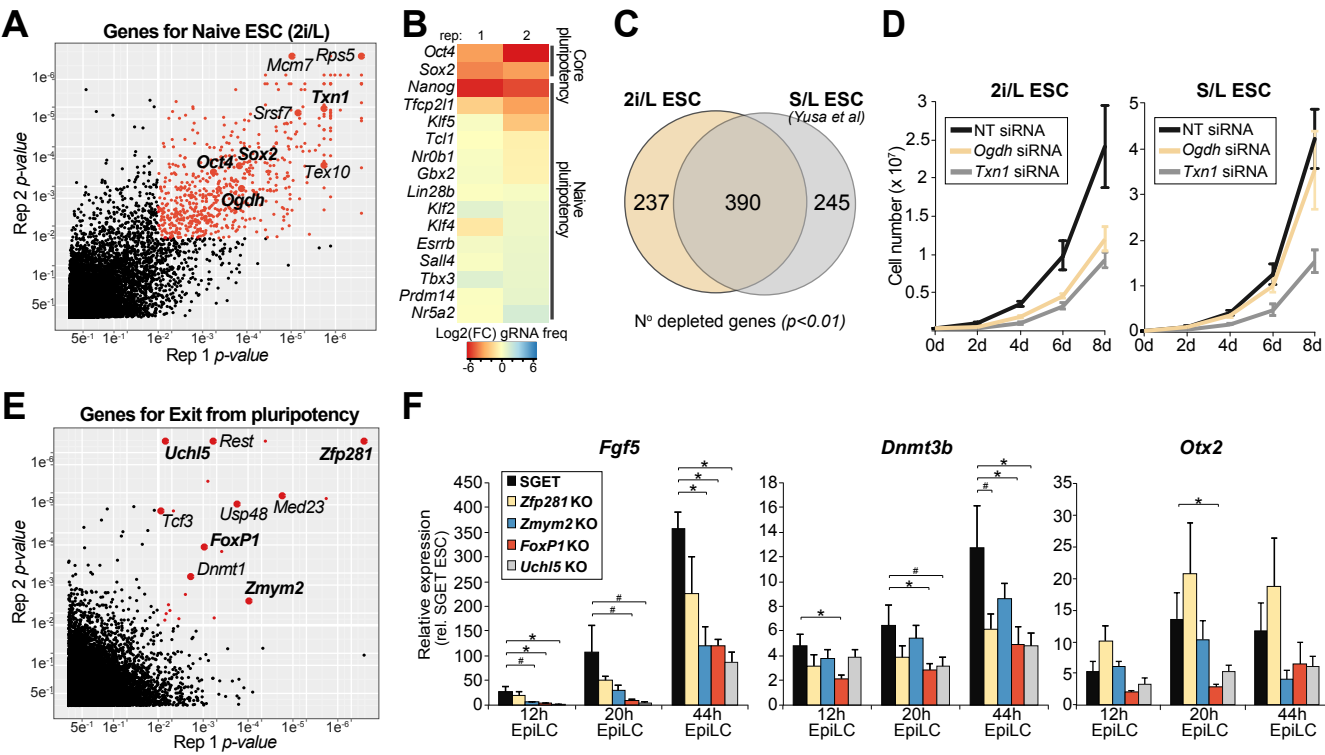 A
Genes for Naive ESC (2i/L)
Rep 2 p-value
1e⁻⁶
1e⁻⁵
1e⁻⁴
1e⁻³
1e⁻²
1e⁻¹
5e⁻¹
Mcm7
Rps5
Txn1
Srsf7
Oct4
Sox2
Tex10
Ogdh
5e⁻¹ 1e⁻¹ 1e⁻² 1e⁻³ 1e⁻⁴ 1e⁻⁵ 1e⁻⁶
Rep 1 p-value
B
rep: 1 2
Oct4
Sox2
Nanog
Tfcp2l1
Klf5
Tcl1
Nr0b1
Gbx2
Lin28b
Klf2
Klf4
Esrrb
Sall4
Tbx3
Prdm14
Nr5a2
Core
pluripotency
Naive
pluripotency
Log2(FC) gRNA freq
-6 0 6
C
2i/L ESC
S/L ESC
(Yusa et al)
237
390
245
Nº depleted genes (p<0.01)
D
2i/L ESC
Cell number (x 10⁷)
3
2.5
2
1.5
1
0.5
NT siRNA
Ogdh siRNA
Txn1 siRNA
0d 2d 4d 6d 8d
S/L ESC
5
4
3
2
1
0
NT siRNA
Ogdh siRNA
Txn1 siRNA
0d 2d 4d 6d 8d
E
Genes for Exit from pluripotency
Rep 2 p-value
1e⁻⁶
1e⁻⁵
1e⁻⁴
1e⁻³
1e⁻²
1e⁻¹
5e⁻¹
Uchl5
Rest
Zfp281
Tcf3
Usp48
Med23
FoxP1
Dnmt1
Zmym2
5e⁻¹ 1e⁻¹ 1e⁻² 1e⁻³ 1e⁻⁴ 1e⁻⁵ 1e⁻⁶
Rep 1 p-value
F
Relative expression
(rel. SGET ESC)
Fgf5
450
400
350
300
250
200
150
100
50
0
SGET
Zfp281 KO
Zmym2 KO
FoxP1 KO
Uchl5 KO
*
*
#
#
#
*
*
*
12h
EpiLC
20h
EpiLC
44h
EpiLC
Dnmt3b
18
16
14
12
10
8
6
4
2
0
*
#
*
*
*
#
12h
EpiLC
20h
EpiLC
44h
EpiLC
Otx2
35
30
25
20
15
10
5
0
*
12h
EpiLC
20h
EpiLC
44h
EpiLC